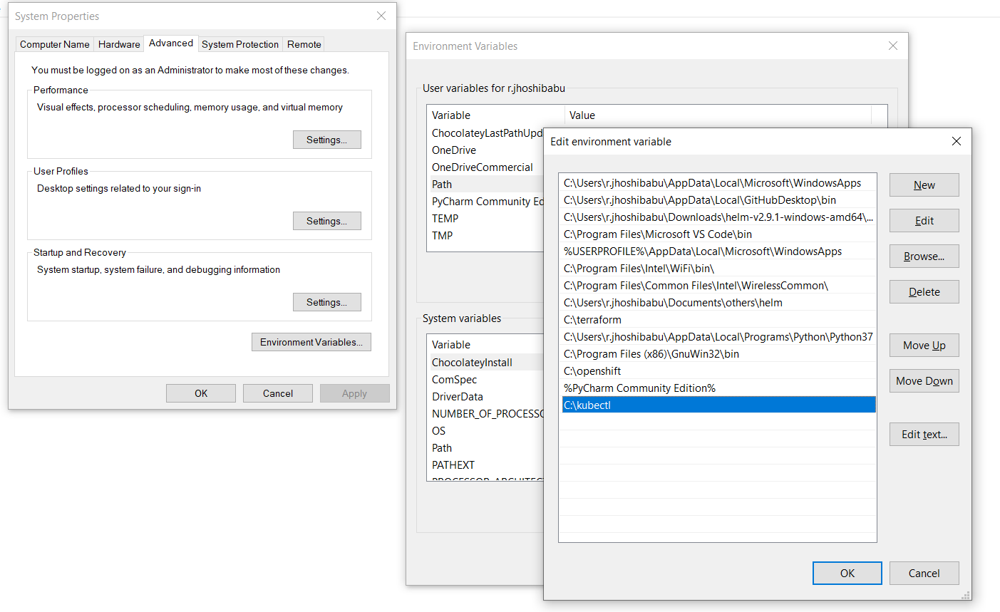 System Properties
Computer Name
Hardware
Advanced
System Protection
Remote
You must be logged on as an Administrator to make most of these changes.
Performance
Visual effects, processor scheduling, memory usage, and virtual memory
Settings...
User Profiles
Desktop settings related to your sign-in
Settings...
Startup and Recovery
System startup, system failure, and debugging information
Settings...
Environment Variables...
OK
Cancel
Apply
Environment Variables
User variables for r.jhoshibabu
Variable
Value
ChocolateyLastPathUpd
OneDrive
OneDriveCommercial
Path
PyCharm Community Ed
TEMP
TMP
System variables
Variable
ChocolateyInstall
ComSpec
DriverData
NUMBER_OF_PROCESSO
OS
Path
PATHEXT
PROCESSOR_ARCHITECT
Edit environment variable
C:\Users\r.jhoshibabu\AppData\Local\Microsoft\WindowsApps
C:\Users\r.jhoshibabu\AppData\Local\GitHubDesktop\bin
C:\Users\r.jhoshibabu\Downloads\helm-v2.9.1-windows-amd64\...
C:\Program Files\Microsoft VS Code\bin
%USERPROFILE%\AppData\Local\Microsoft\WindowsApps
C:\Program Files\Intel\WiFi\bin\
C:\Program Files\Common Files\Intel\WirelessCommon\
C:\Users\r.jhoshibabu\Documents\others\helm
C:\terraform
C:\Users\r.jhoshibabu\AppData\Local\Programs\Python\Python37
C:\Program Files (x86)\GnuWin32\bin
C:\openshift
%PyCharm Community Edition%
C:\kubectl
New
Edit
Browse...
Delete
Move Up
Move Down
Edit text...
OK
Cancel